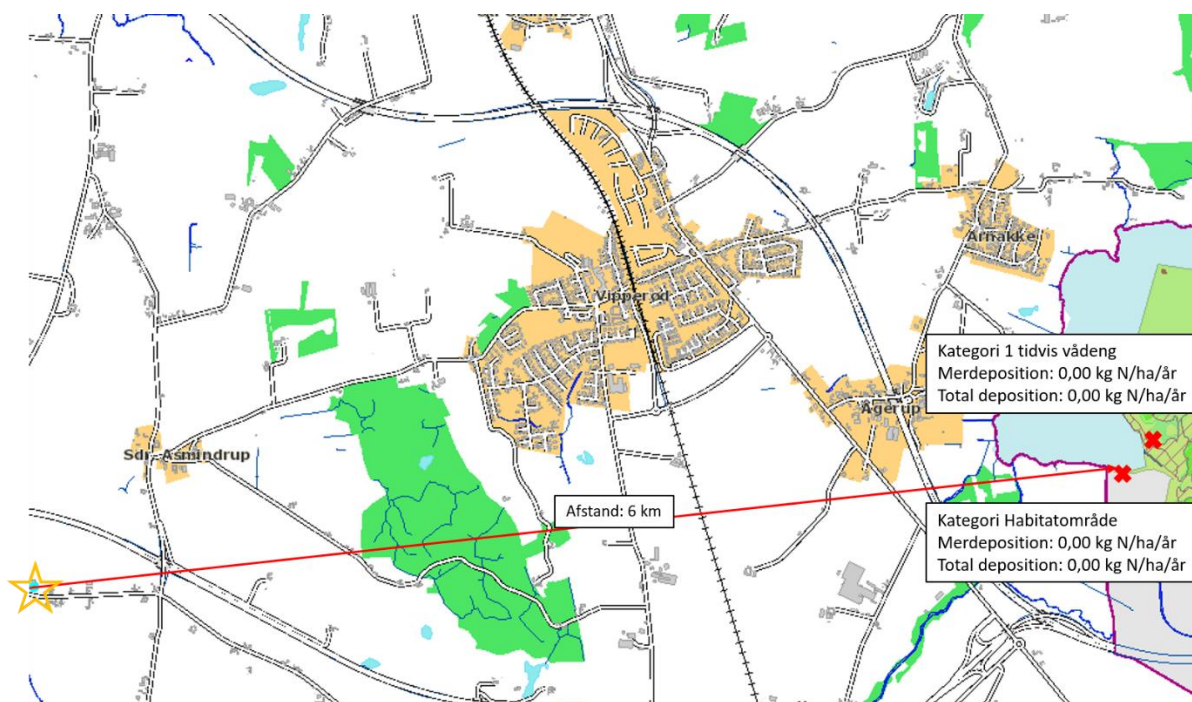 Arnakke
Vipperød
Kategori 1 tidvis vådeng
Merdeposition: 0,00 kg N/ha/år
Total deposition: 0,00 kg N/ha/år
Ågerup
Sdr. Asmindrup
Afstand: 6 km
Kategori Habitatområde
Merdeposition: 0,00 kg N/ha/år
Total deposition: 0,00 kg N/ha/år